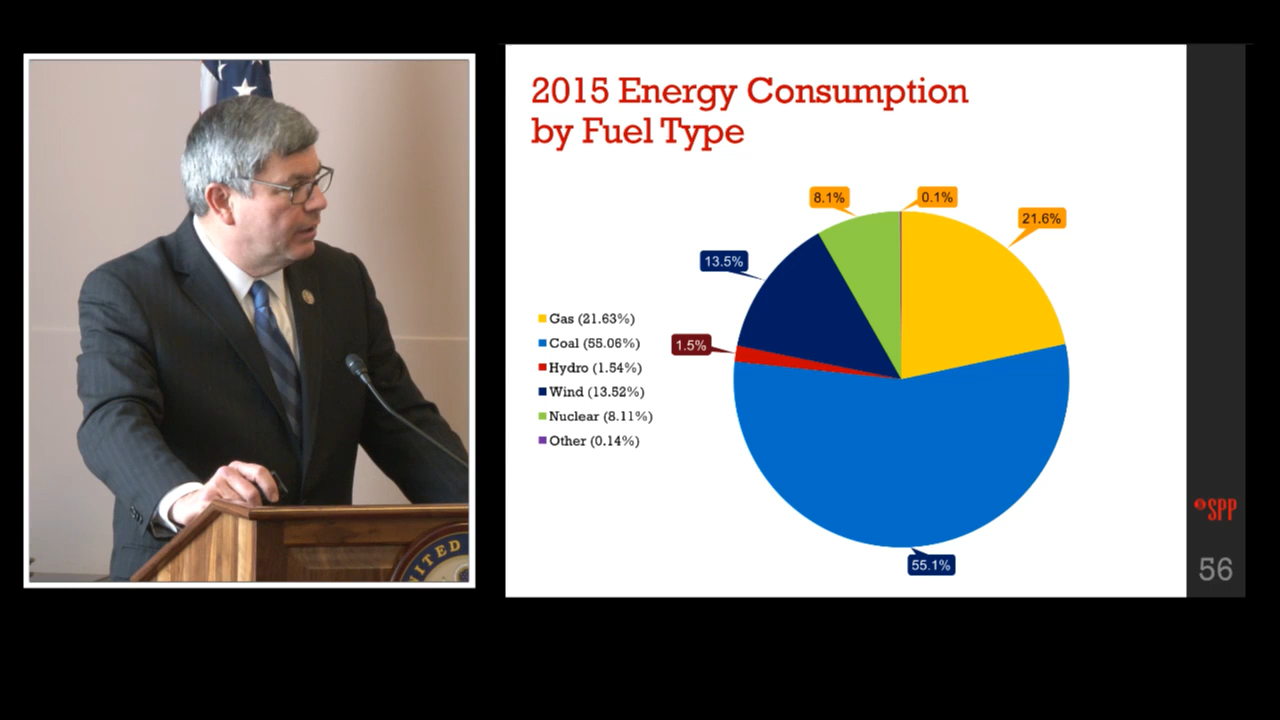 2015 Energy Consumption
by Fuel Type
8.1%
0.1%
21.6%
13.5%
1.5%
55.1%
Gas (21.63%)
Coal (55.06%)
Hydro (1.54%)
Wind (13.52%)
Nuclear (8.11%)
Other (0.14%)
SPP
56
NITED